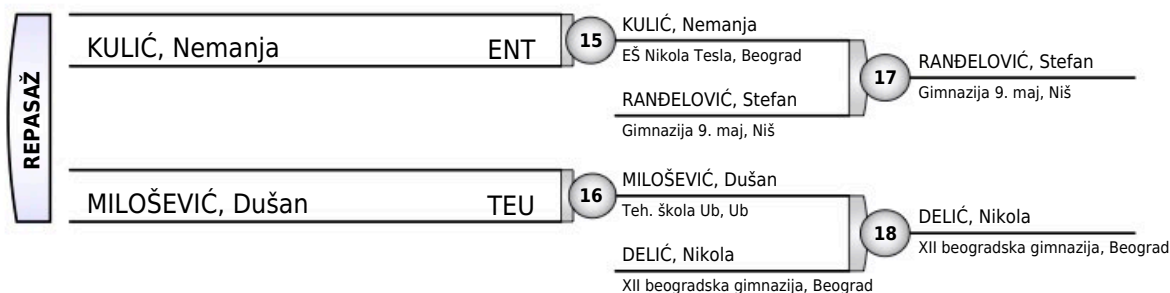 REPASAŽ
KULIĆ, Nemanja ENT
15
KULIĆ, Nemanja
EŠ Nikola Tesla, Beograd
RANĐELOVIĆ, Stefan
Gimnazija 9. maj, Niš
17
RANĐELOVIĆ, Stefan
Gimnazija 9. maj, Niš
MILOŠEVIĆ, Dušan TEU
16
MILOŠEVIĆ, Dušan
Teh. škola Ub, Ub
DELIĆ, Nikola
XII beogradska gimnazija, Beograd
18
DELIĆ, Nikola
XII beogradska gimnazija, Beograd